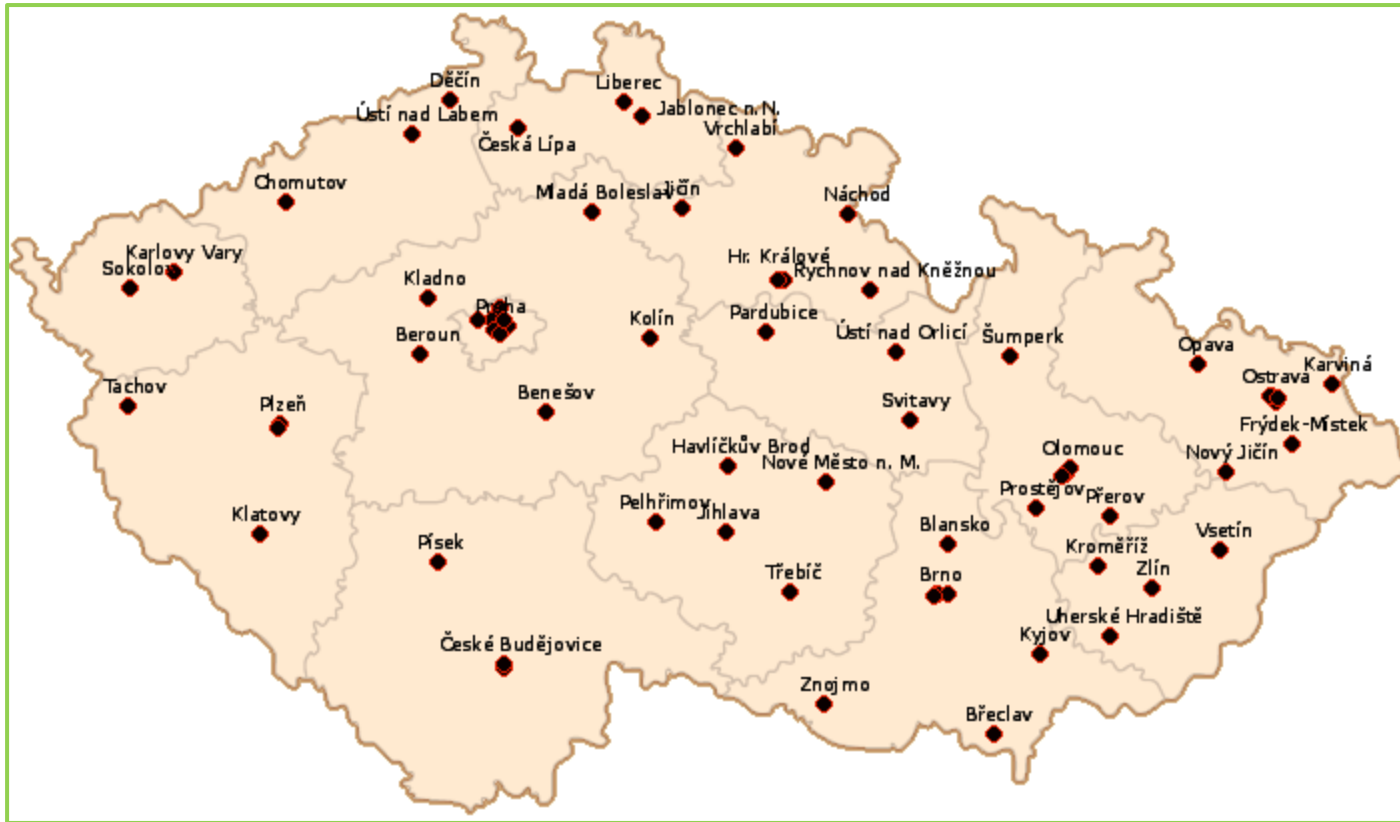 Děčín
Liberec
Ústí nad Labem
Jablonec n.N.
Vrchlabí
Česká Lípa
Chomutov
Mladá Boleslav
Jičín
Náchod
Karlovy Vary
Sokolov
Kladno
Hr. Králové
Rychnov nad Kněžnou
Praha
Pardubice
Kolín
Beroun
Ústí nad Orlicí
Šumperk
Opava
Karviná
Ostrava
Tachov
Plzeň
Benešov
Svitavy
Frýdek-Místek
Havlíčkův Brod
Nové Město n. M.
Olomouc
Nový Jičín
Prostějov
Přerov
Pelhřimov
Jihlava
Klatovy
Blansko
Vsetín
Písek
Kroměříž
Zlín
Třebíč
Brno
Uherské Hradiště
Kyjov
České Budějovice
Znojmo
Břeclav